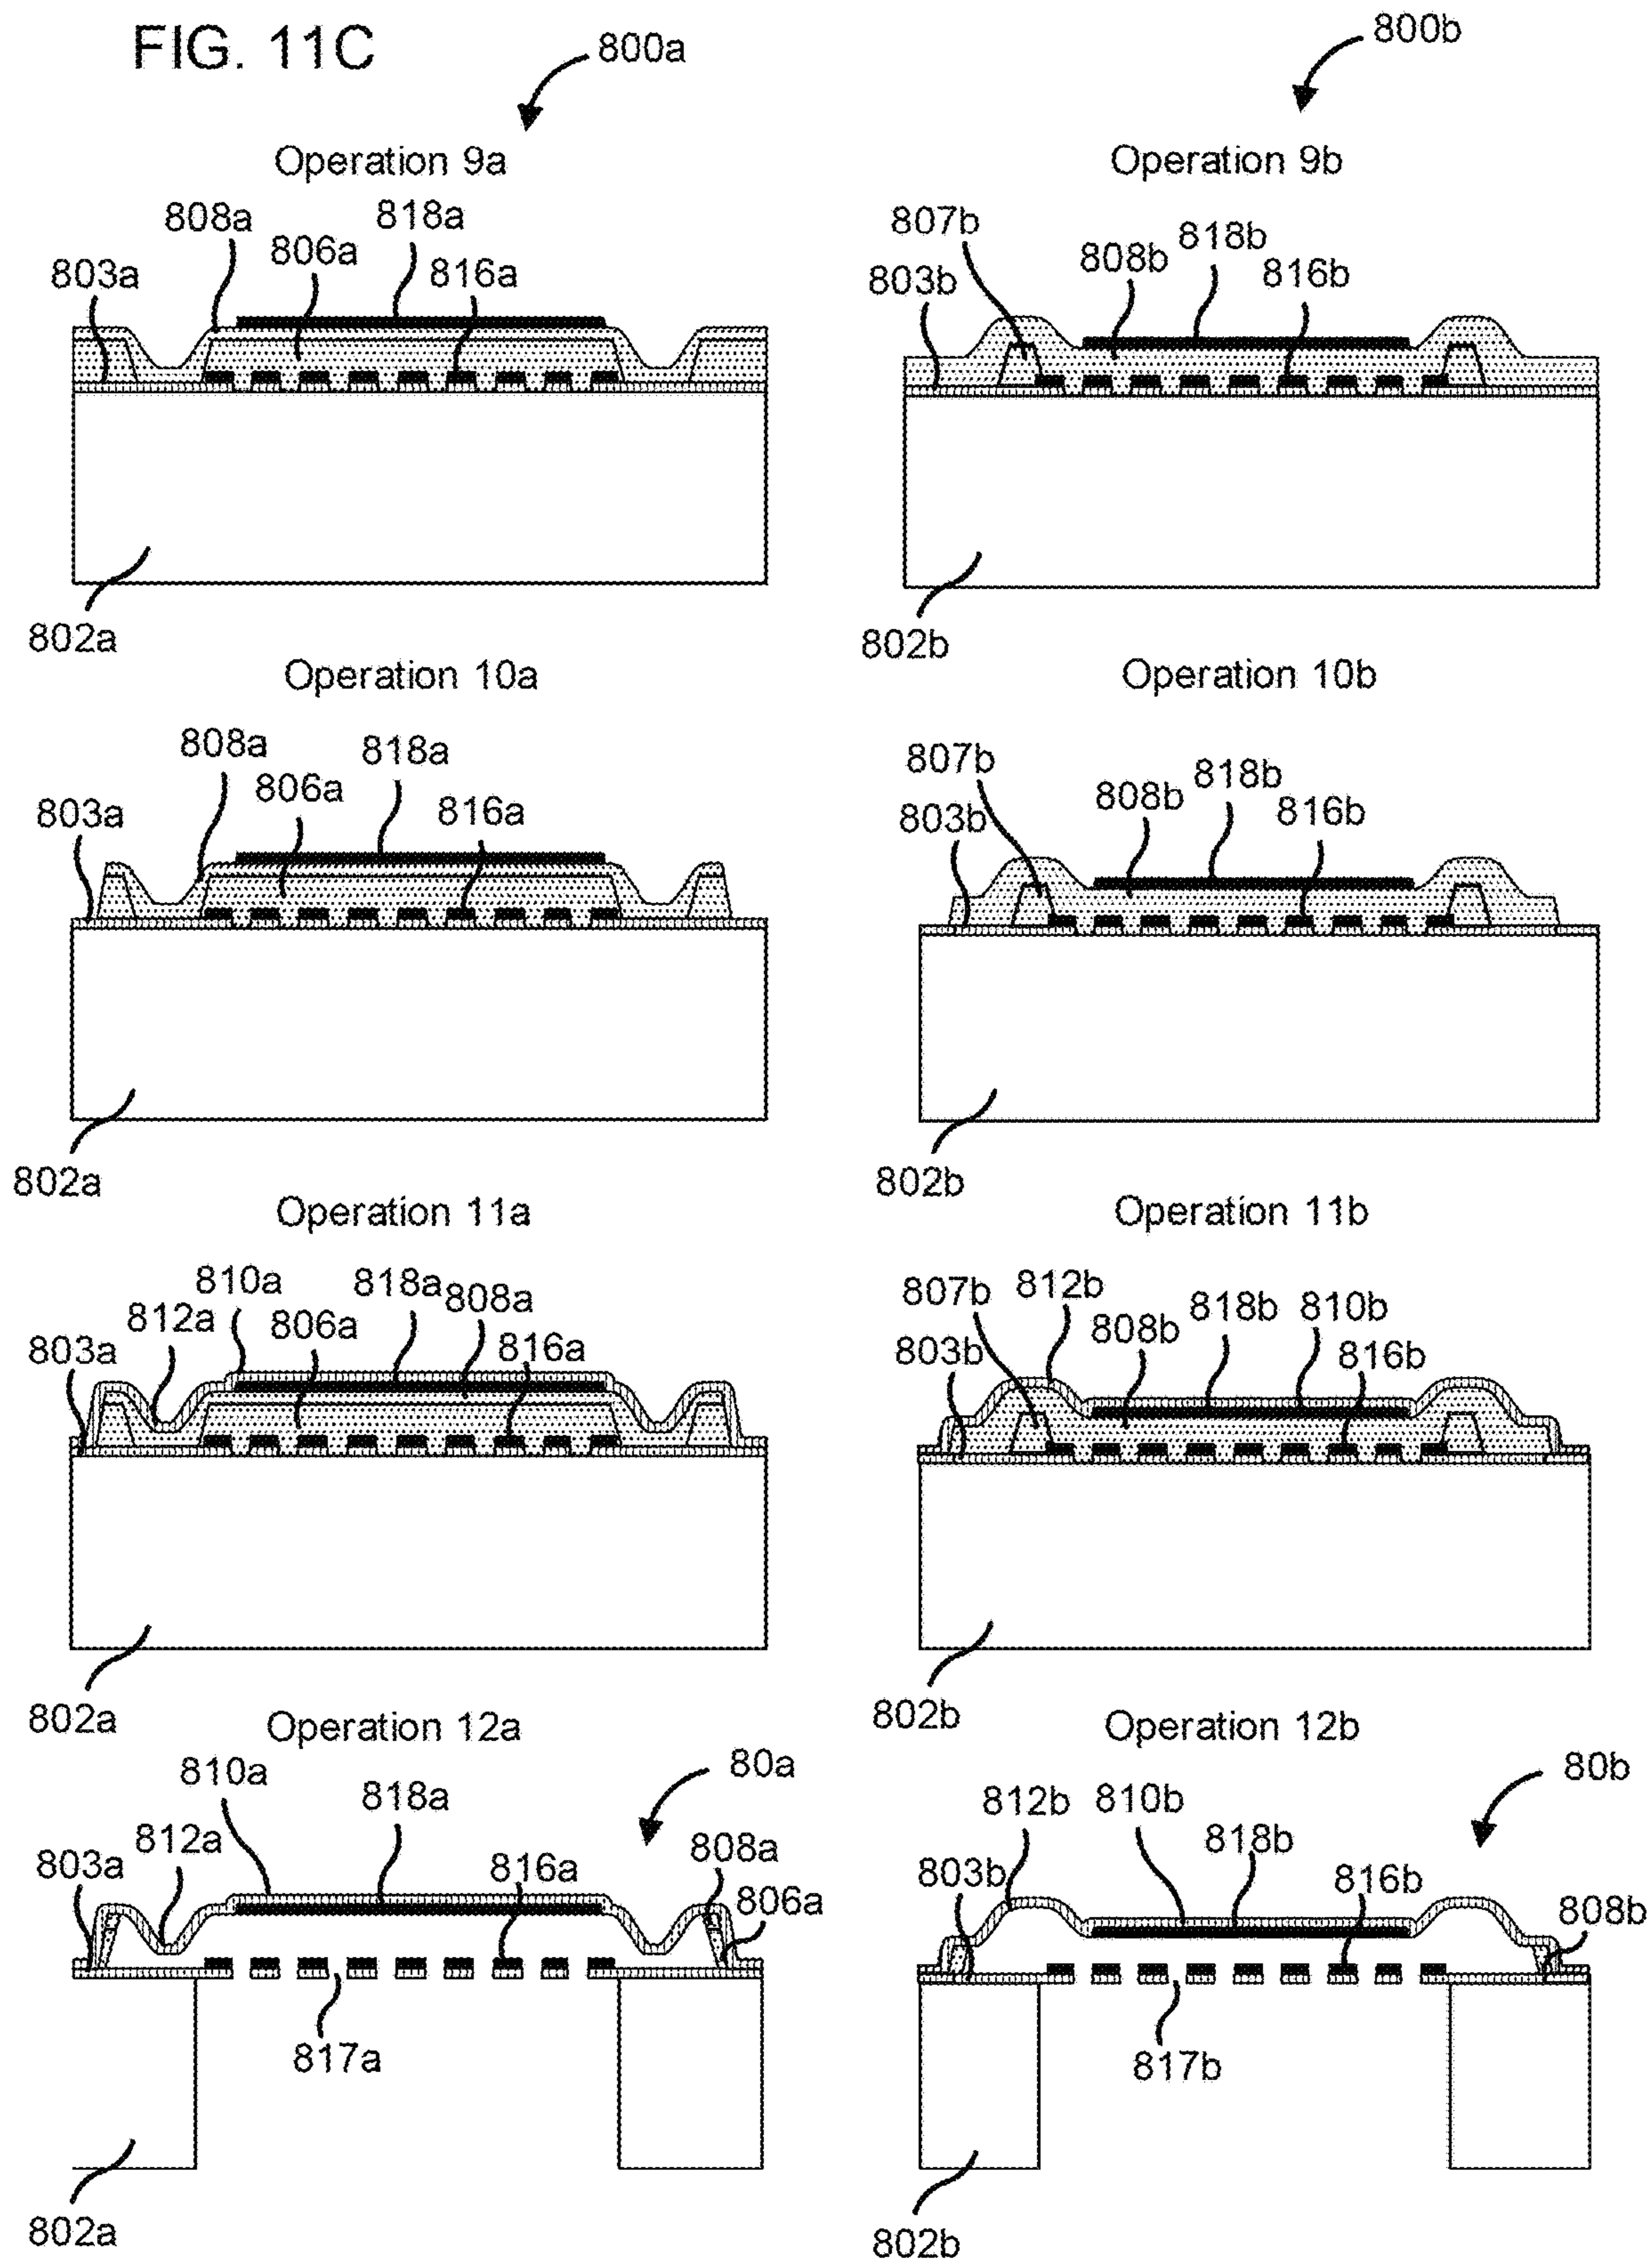 FIG. 11C
800a
800b
Operation 9a
808a
818a
806a
816a
803a
802a
Operation 9b
807b
818b
808b
816b
803b
802b
Operation 10a
808a
818a
806a
816a
803a
802a
Operation 10b
807b
818b
808b
816b
803b
802b
Operation 11a
810a
818a
808a
812a
806a
816a
803a
802a
Operation 11b
812b
807b
818b
810b
808b
803b
816b
802b
Operation 12a
80a
810a
818a
812a
808a
803a
816a
806a
817a
802a
Operation 12b
80b
812b
810b
818b
803b
816b
808b
817b
802b